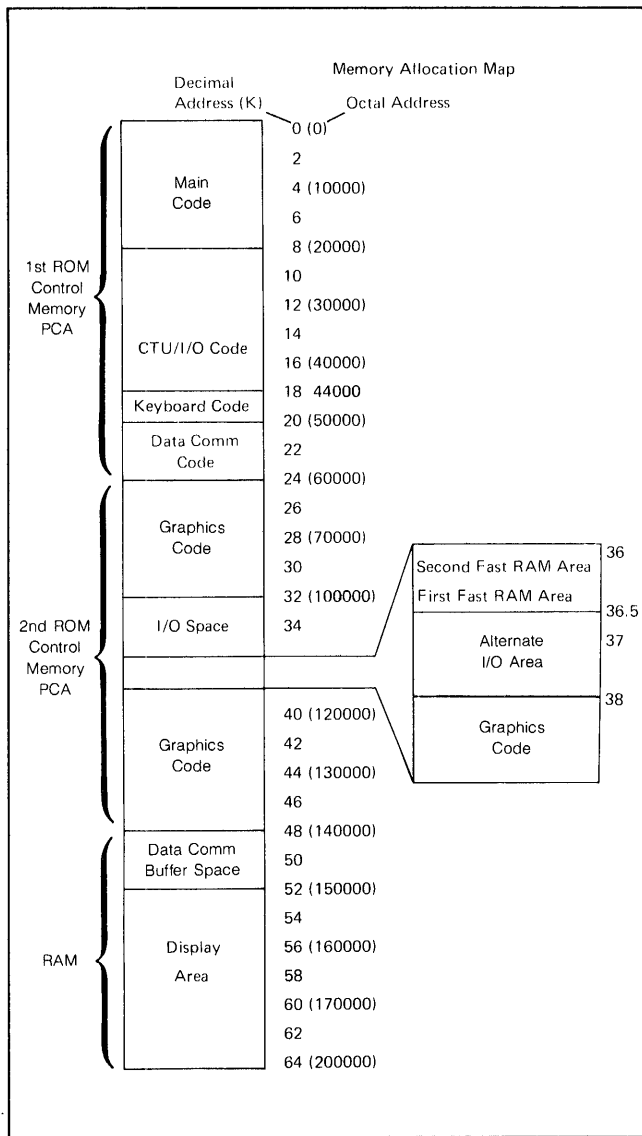 Memory Allocation Map
Decimal
Address (K)
Octal Address
0 (0)
2
Main
Code
4 (10000)
6
8 (20000)
10
1st ROM
Control
Memory
PCA
12 (30000)
14
CTU/I/O Code
16 (40000)
18 44000
Keyboard Code
20 (50000)
Data Comm
Code
22
24 (60000)
26
Graphics
Code
28 (70000)
30
32 (100000)
I/O Space
34
2nd ROM
Control
Memory
PCA
36
Second Fast RAM Area
First Fast RAM Area
36.5
Alternate
I/O Area
37
38
Graphics
Code
40 (120000)
Graphics
Code
42
44 (130000)
46
48 (140000)
Data Comm
Buffer Space
50
52 (150000)
54
RAM
Display
Area
56 (160000)
58
60 (170000)
62
64 (200000)